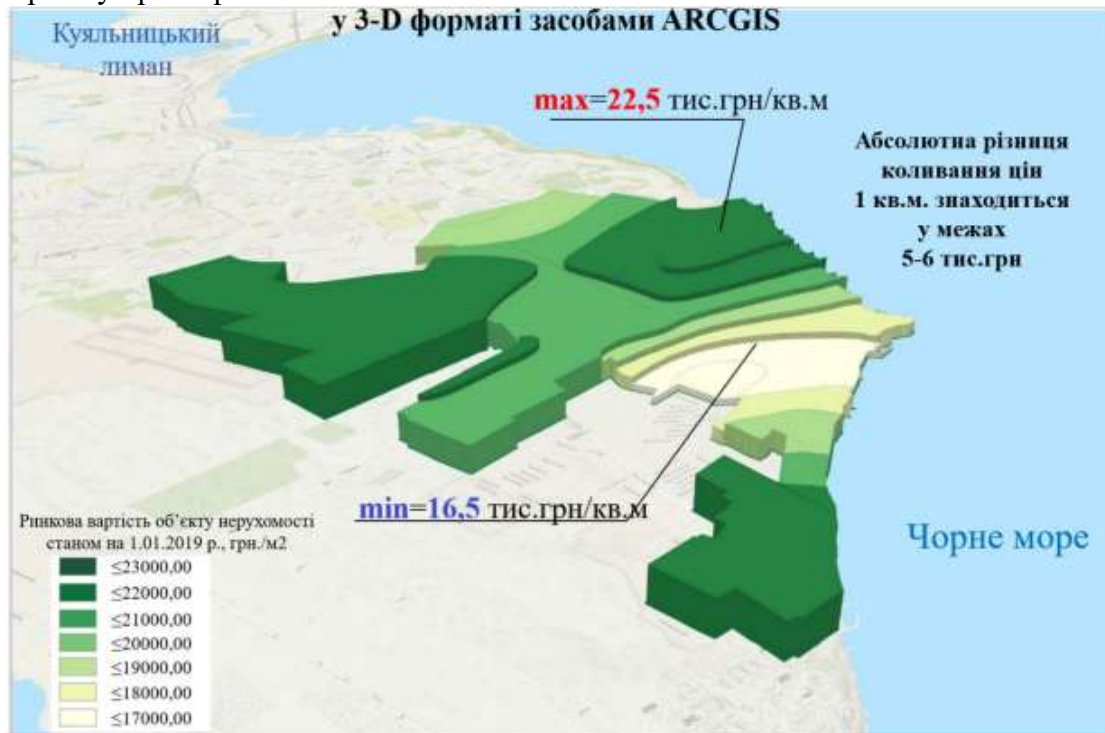 у 3-D форматі засобами ARCGIS
Куяльницький
лиман
max=22,5 тис.грн/кв.м
Абсолютна різниця
коливання цін
1 кв.м. знаходиться
у межах
5-6 тис.грн
min=16,5 тис.грн/кв.м
Чорне море
Ринкова вартість об’єкту нерухомості
станом на 1.01.2019 р., грн./м2
≤23000,00
≤22000,00
≤21000,00
≤20000,00
≤19000,00
≤18000,00
≤17000,00